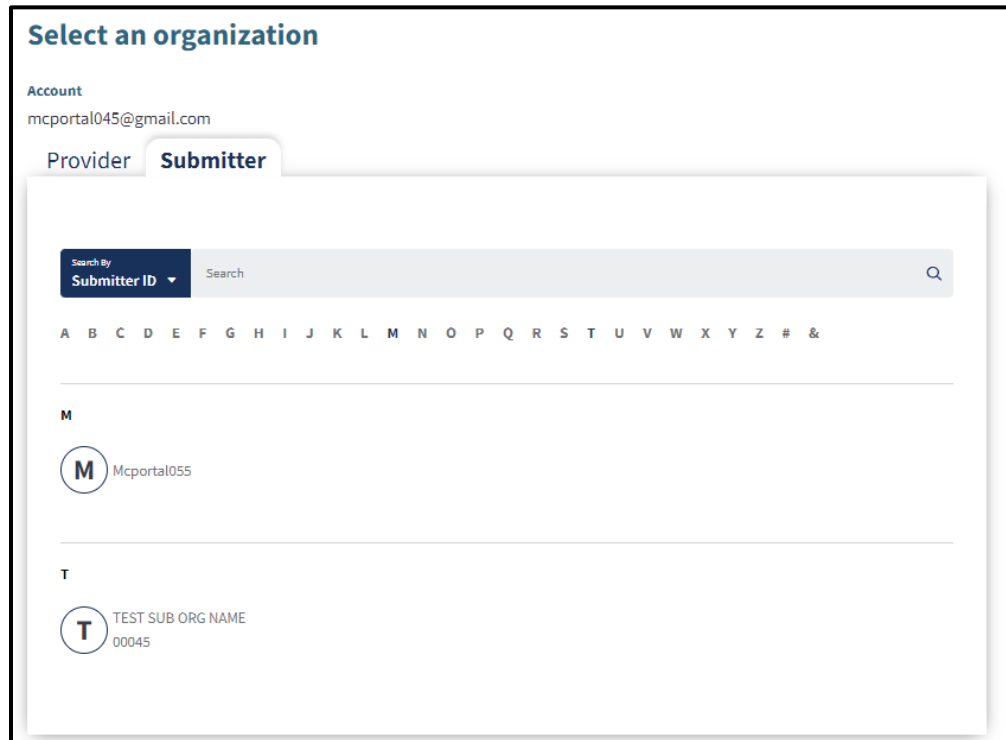 Select an organization
Account
mcportal045@gmail.com
Provider Submitter
Search By
Submitter ID Search
A B C D E F G H I J K L M N O P Q R S T U V W X Y Z # &
M
M Mcportal055
T
T TEST SUB ORG NAME
00045